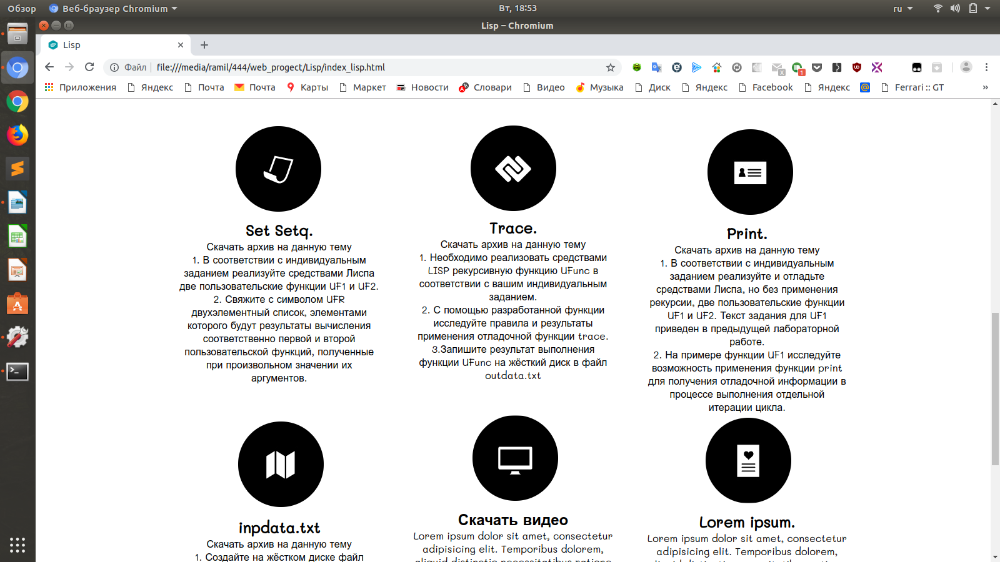 Обзор
Веб-браузер Chromium
Вт, 18:53
ru
Lisp – Chromium
Lisp
Файл
file:///media/ramil/444/web_progect/Lisp/index_lisp.html
x
1
Приложения
Яндекс
Почта
Почта
Карты
Маркет
Новости
Словари
Видео
Музыка
Диск
Яндекс
Facebook
Яндекс
Ferrari :: GT
»
Set Setq.
Скачать архив на данную тему
1. В соответствии с индивидуальным
заданием реализуйте средствами Лиспа
две пользовательские функции UF1 и UF2.
2. Свяжите с символом UFR
двухэлементный список, элементами
которого будут результаты вычисления
соответственно первой и второй
пользовательской функций, полученные
при произвольном значении их
аргументов.
Trace.
Скачать архив на данную тему
1. Необходимо реализовать средствами
LISP рекурсивную функцию UFunc в
соответствии с вашим индивидуальным
заданием.
2. С помощью разработанной функции
исследуйте правила и результаты
применения отладочной функции trace.
3.Запишите результат выполнения
функции UFunc на жёсткий диск в файл
outdata.txt
Print.
Скачать архив на данную тему
1. В соответствии с индивидуальным
заданием реализуйте и отладьте
средствами Лиспа, но без применения
рекурсии, две пользовательские функции
UF1 и UF2. Текст задания для UF1
приведен в предыдущей лабораторной
работе.
2. На примере функции UF1 исследуйте
возможность применения функции print
для получения отладочной информации в
процессе выполнения отдельной
итерации цикла.
inpdata.txt
Скачать архив на данную тему
1. Создайте на жёстком диске файл
Скачать видео
Lorem ipsum dolor sit amet, consectetur
adipisicing elit. Temporibus dolorem,
aliquid distinctio necessitatibus ratione
Lorem ipsum.
Lorem ipsum dolor sit amet, consectetur
adipisicing elit. Temporibus dolorem,